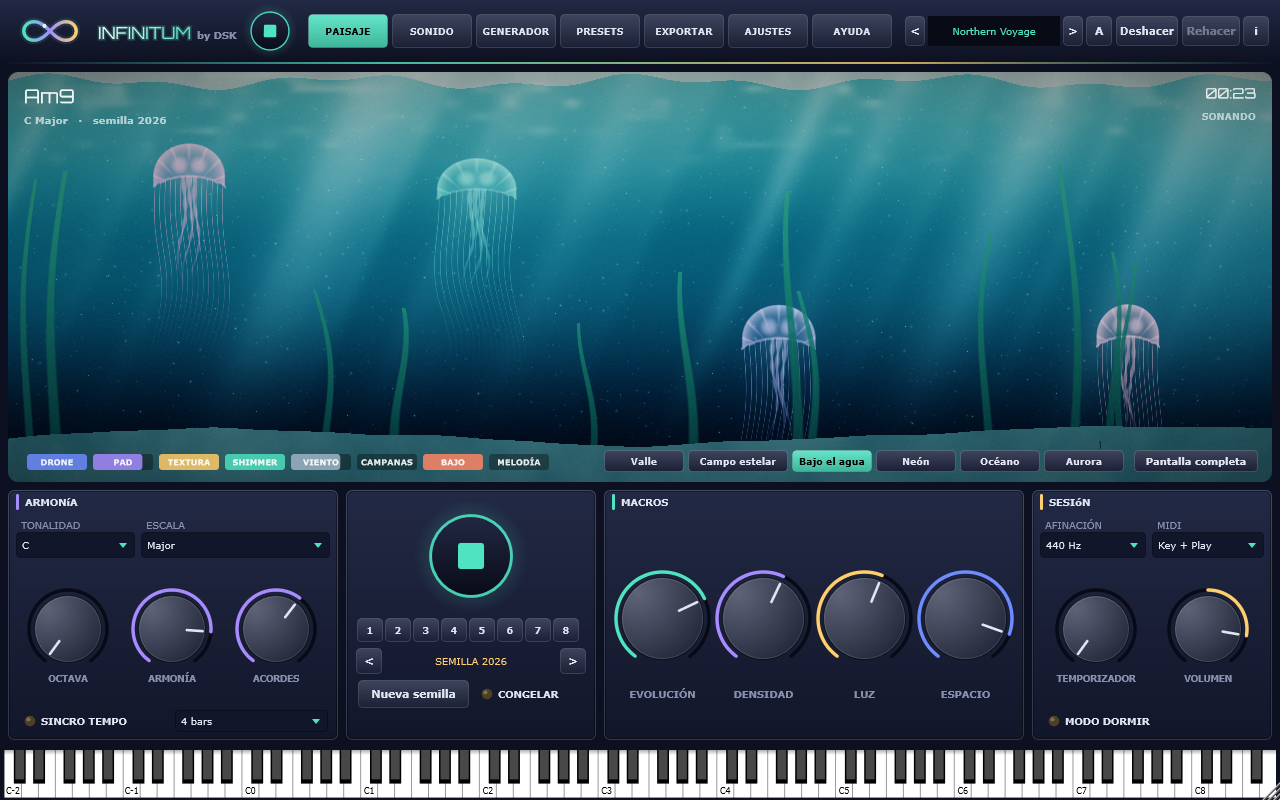 INFINITUM by DSK
PAISAJE
SONIDO
GENERADOR
PRESETS
EXPORTAR
AJUSTES
AYUDA
<
Northern Voyage
>
A
Deshacer
Rehacer
i
Am9
00:23
C Major · semilla 2026
SONANDO
DRONE
PAD
TEXTURA
SHIMMER
VIENTO
CAMPANAS
BAJO
MELODÍA
Valle
Campo estelar
Bajo el agua
Neón
Océano
Aurora
Pantalla completa
ARMONíA
TONALIDAD
ESCALA
C
Major
OCTAVA
ARMONÍA
ACORDES
SINCRO TEMPO
4 bars
1 2 3 4 5 6 7 8
< SEMILLA 2026 >
Nueva semilla
CONGELAR
MACROS
EVOLUCIÓN
DENSIDAD
LUZ
ESPACIO
SESIóN
AFINACIÓN
MIDI
440 Hz
Key + Play
TEMPORIZADOR
VOLUMEN
MODO DORMIR
C-2 C-1 C0 C1 C2 C3 C4 C5 C6 C7 C8